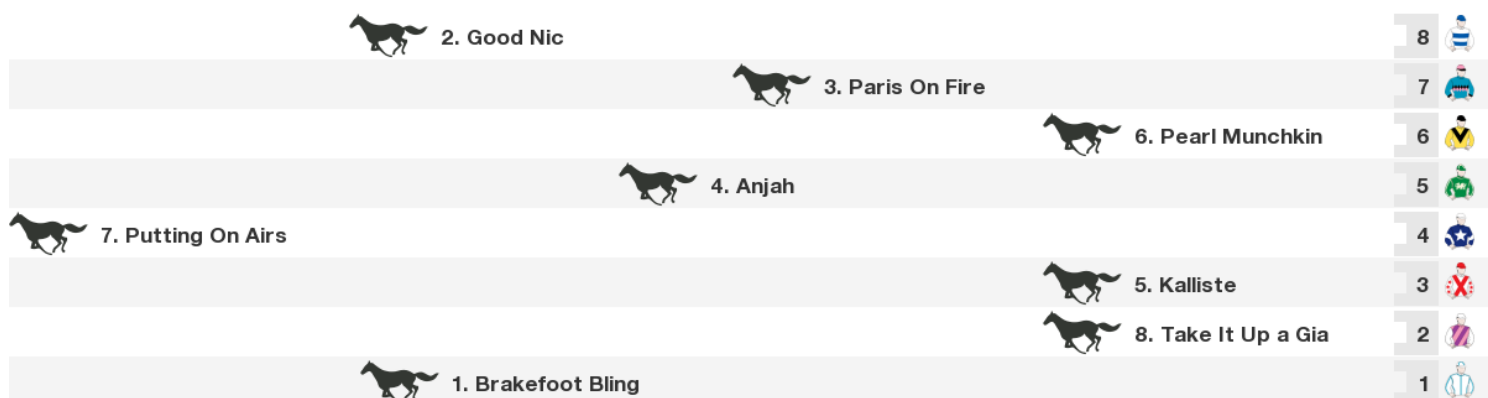 2. Good Nic 8
3. Paris On Fire 7
6. Pearl Munchkin 6
4. Anjah 5
7. Putting On Airs 4
5. Kalliste 3
8. Take It Up a Gia 2
1. Brakefoot Bling 1